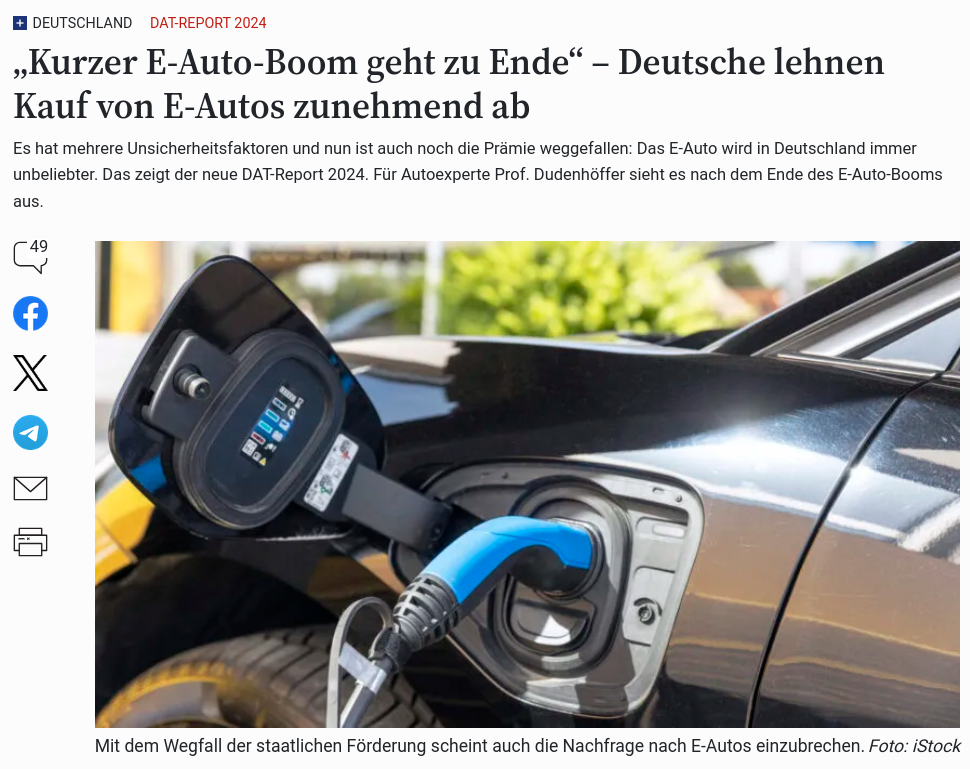 DEUTSCHLAND DAT-REPORT 2024
„Kurzer E-Auto-Boom geht zu Ende“ – Deutsche lehnen
Kauf von E-Autos zunehmend ab
Es hat mehrere Unsicherheitsfaktoren und nun ist auch noch die Prämie weggefallen: Das E-Auto wird in Deutschland immer
unbeliebter. Das zeigt der neue DAT-Report 2024. Für Autoexperte Prof. Dudenhöffer sieht es nach dem Ende des E-Auto-Booms
aus.
49
Mit dem Wegfall der staatlichen Förderung scheint auch die Nachfrage nach E-Autos einzubrechen. Foto: iStock